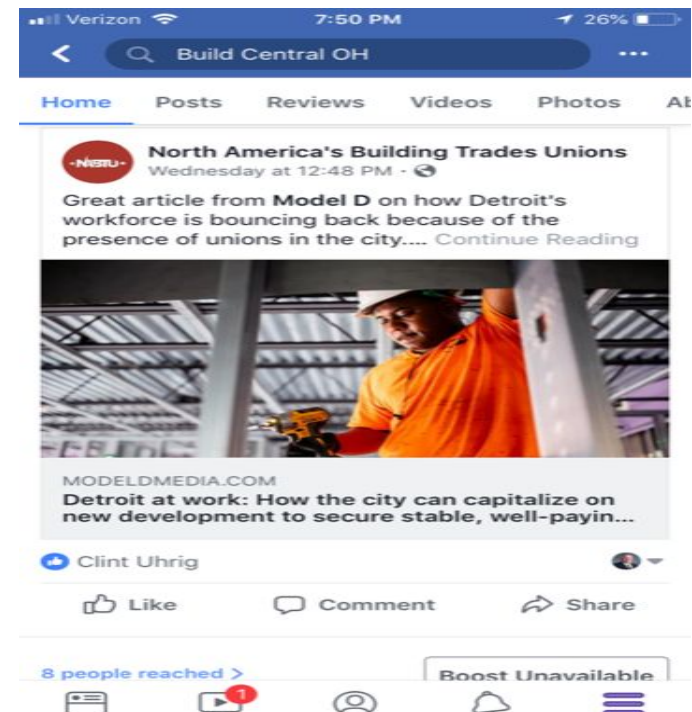 Verizon 7:50 PM 26%
Build Central OH
Home Posts Reviews Videos Photos Ab
-NABTU- North America's Building Trades Unions
Wednesday at 12:48 PM ·
Great article from Model D on how Detroit's
workforce is bouncing back because of the
presence of unions in the city.... Continue Reading
MODELDMEDIA.COM
Detroit at work: How the city can capitalize on
new development to secure stable, well-payin...
Clint Uhrig
Like Comment Share
8 people reached >
Boost Unavailable
1